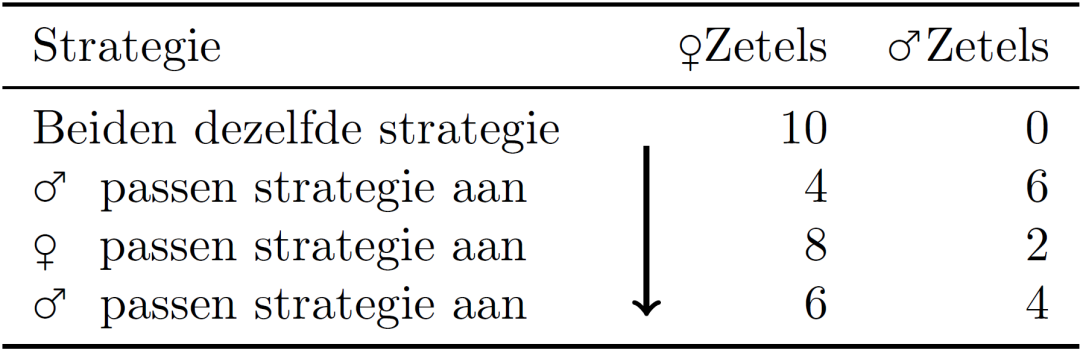 Strategie ♀Zetels ♂Zetels
Beiden dezelfde strategie 10 0
♂ passen strategie aan 4 6
♀ passen strategie aan 8 2
♂ passen strategie aan 6 4